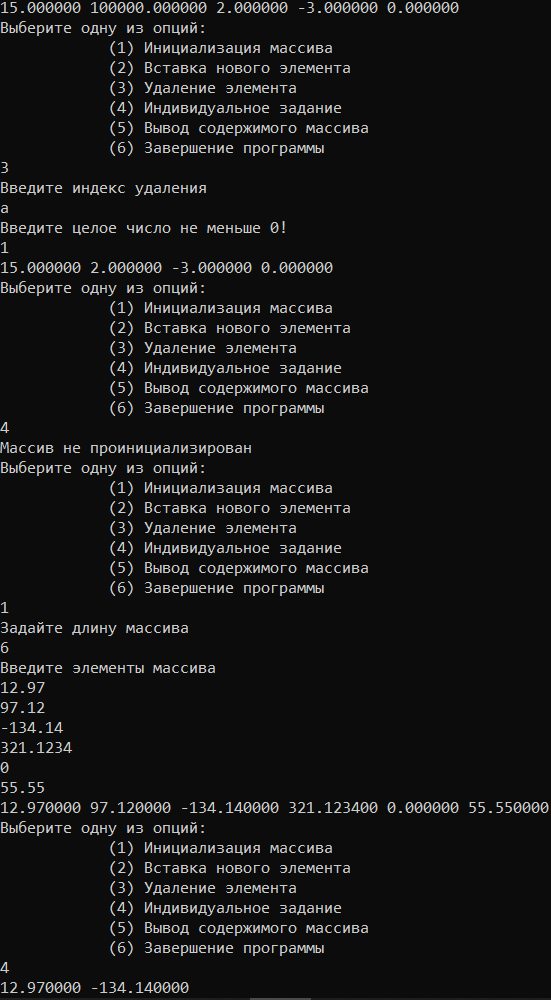 15.000000 100000.000000 2.000000 -3.000000 0.000000
Выберите одну из опций:
(1) Инициализация массива
(2) Вставка нового элемента
(3) Удаление элемента
(4) Индивидуальное задание
(5) Вывод содержимого массива
(6) Завершение программы
3
Введите индекс удаления
a
Введите целое число не меньше 0!
1
15.000000 2.000000 -3.000000 0.000000
Выберите одну из опций:
(1) Инициализация массива
(2) Вставка нового элемента
(3) Удаление элемента
(4) Индивидуальное задание
(5) Вывод содержимого массива
(6) Завершение программы
4
Массив не проинициализирован
Выберите одну из опций:
(1) Инициализация массива
(2) Вставка нового элемента
(3) Удаление элемента
(4) Индивидуальное задание
(5) Вывод содержимого массива
(6) Завершение программы
1
Задайте длину массива
6
Введите элементы массива
12.97
97.12
-134.14
321.1234
0
55.55
12.970000 97.120000 -134.140000 321.123400 0.000000 55.550000
Выберите одну из опций:
(1) Инициализация массива
(2) Вставка нового элемента
(3) Удаление элемента
(4) Индивидуальное задание
(5) Вывод содержимого массива
(6) Завершение программы
4
12.970000 -134.140000